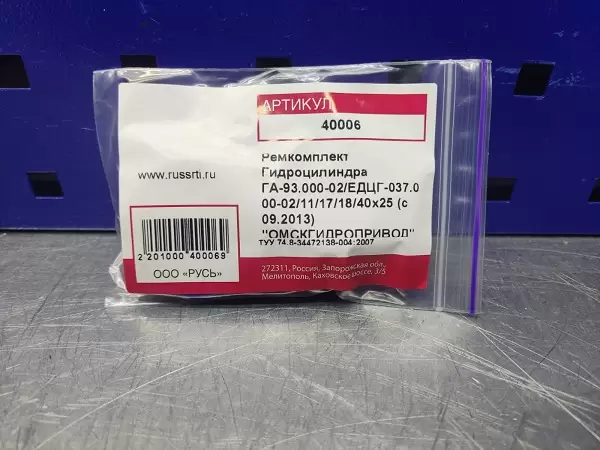 АРТИКУЛ
40006
www.russrti.ru
Ремкомплект
Гидроцилиндра
ГА-93.000-02/ЕДЦГ-037.0
00-02/11/17/18/40х25 (с
09.2013)
"ОМСКГИДРОПРИВОД"
ТУУ 74.8-34472138-004:2007
2 201000 400069
ООО «РУСЬ»
272311, Россия, Запорожская обл.,
Мелитополь, Каховское шоссе, 3/5